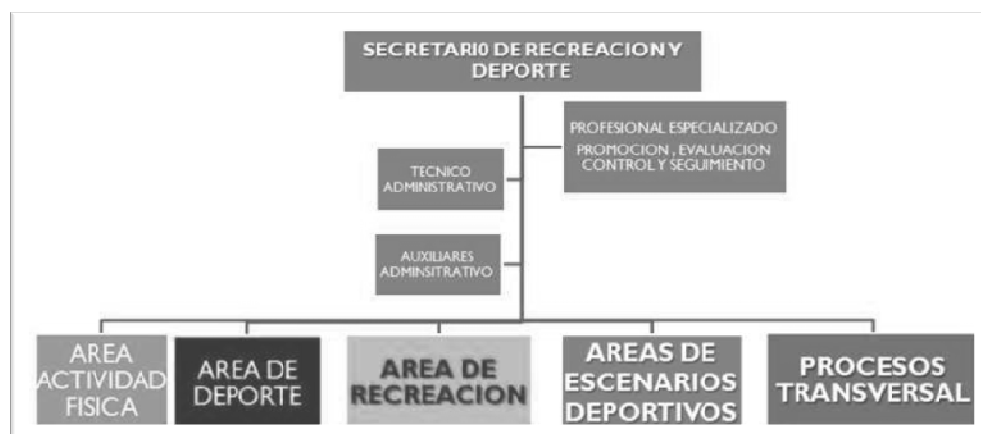 SECRETARI0 DE RECREACION Y
DEPORTE
PROFESIONAL ESPECIALIZADO
PROMOCION , EVALUACION
CONTROL Y SEGUIMIENTO
TECNICO
ADMINISTRATIVO
AUXILIARES
ADMINSITRATIVO
AREA
ACTIVIDAD
FISICA
AREA DE
DEPORTE
AREA DE
RECREACION
AREAS DE
ESCENARIOS
DEPORTIVOS
PROCESOS
TRANSVERSAL